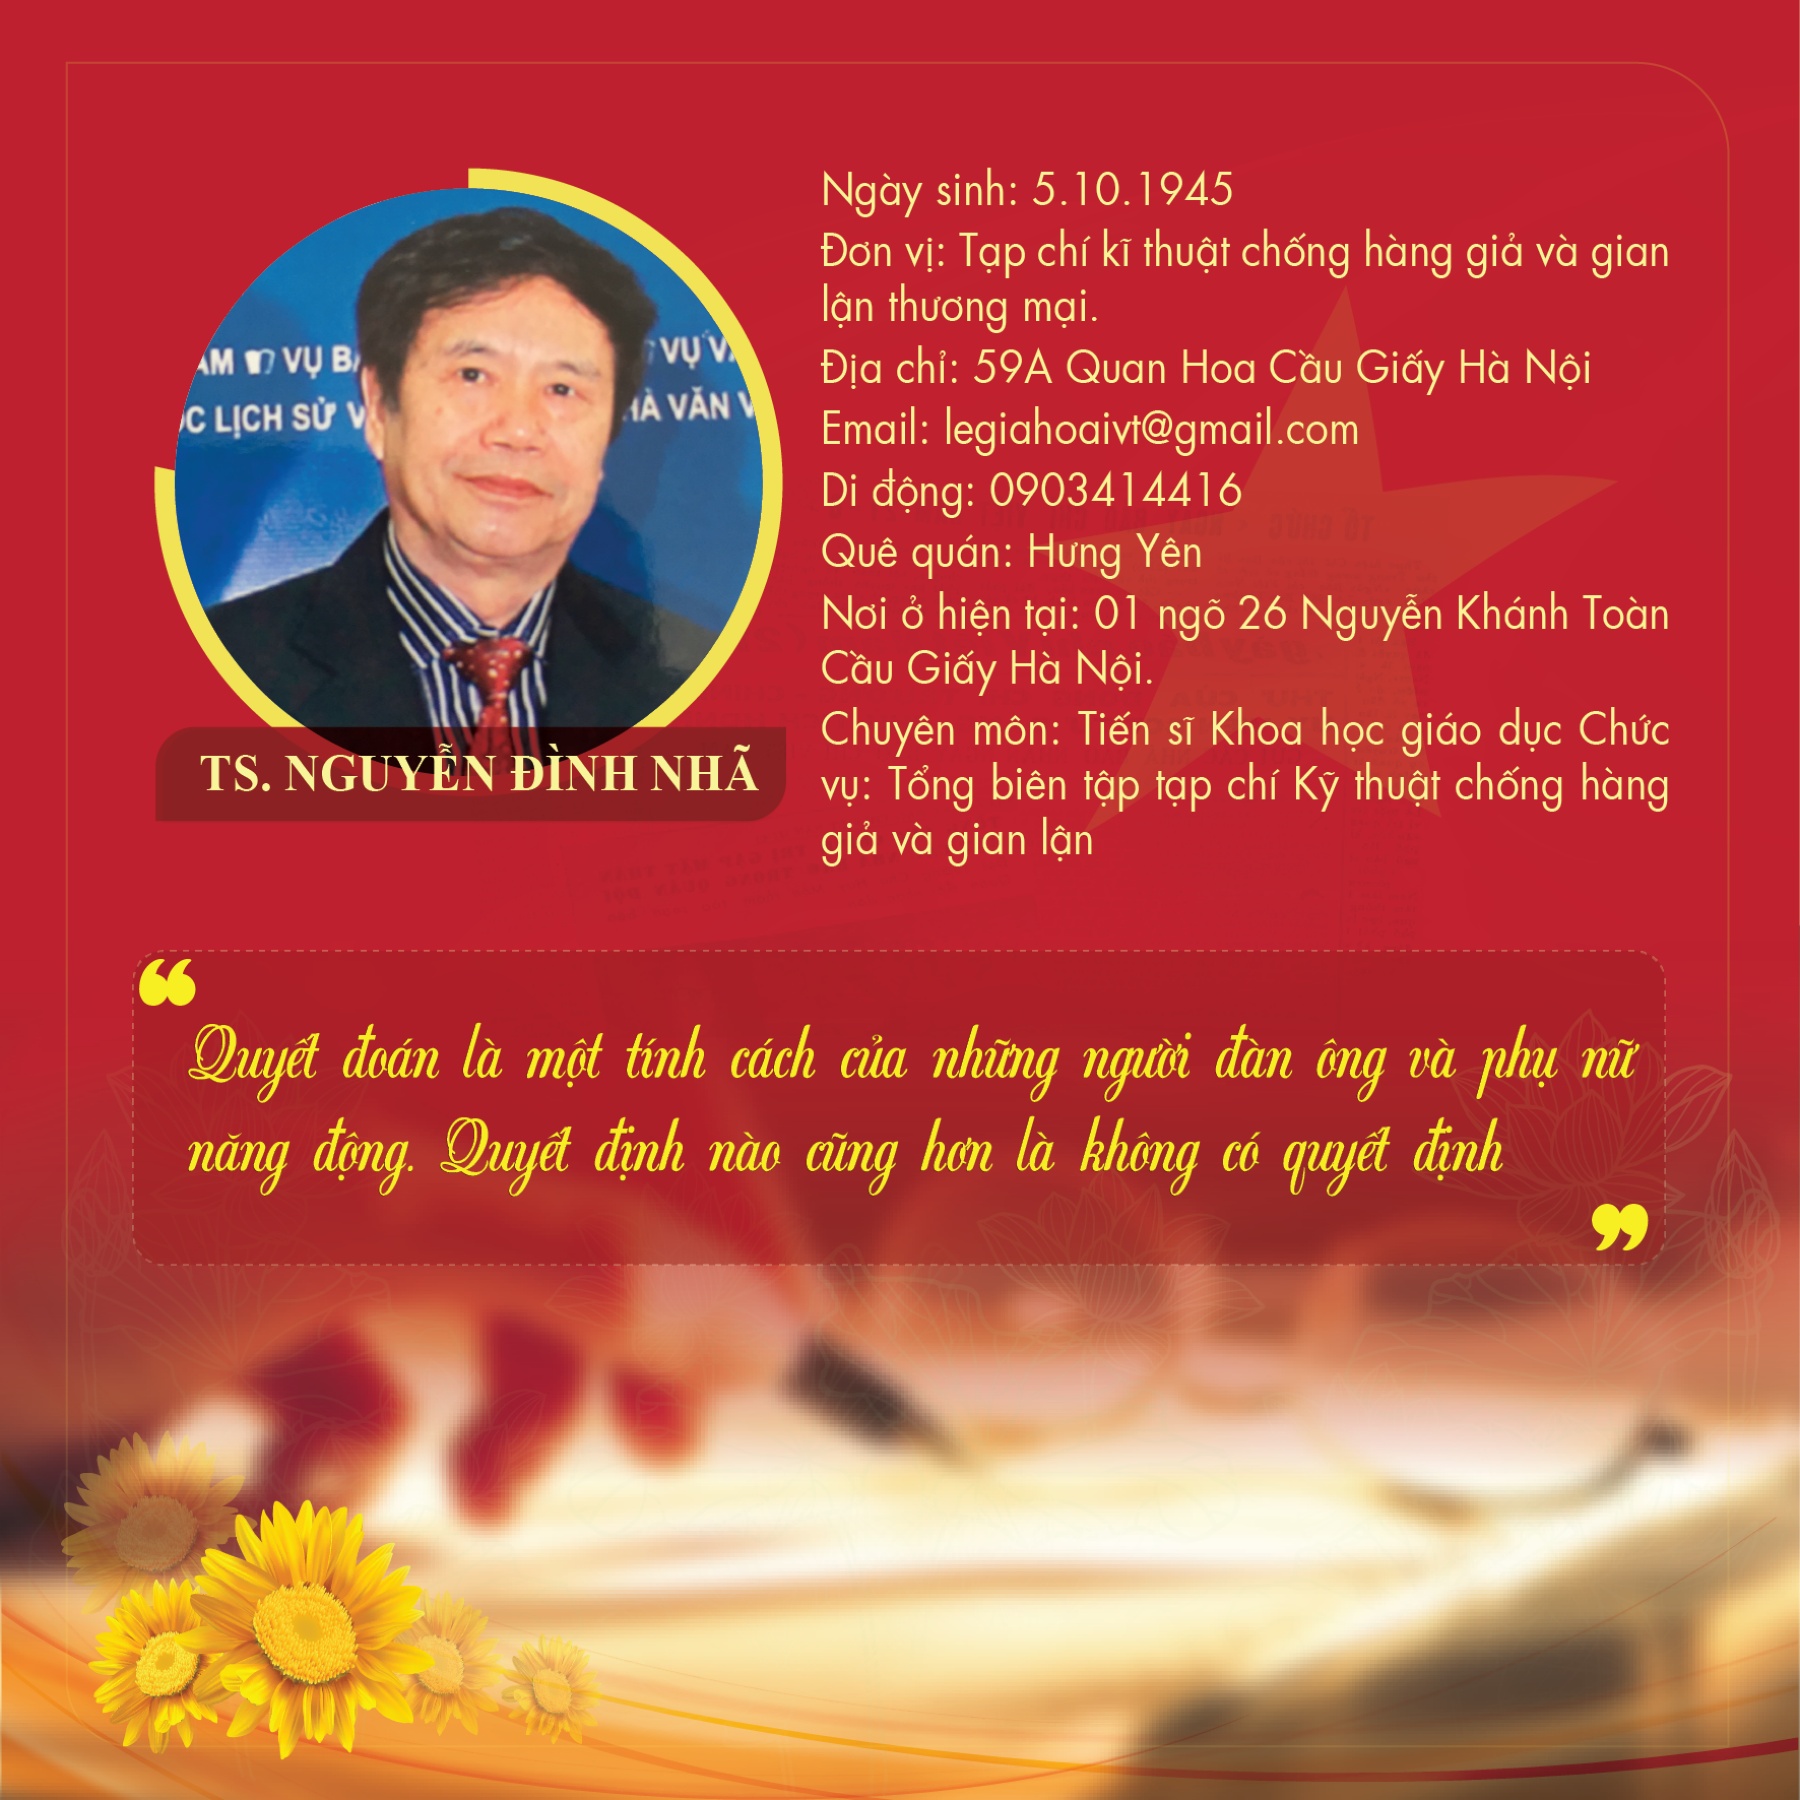 Ngày sinh: 5.10.1945
Đơn vị: Tạp chí kĩ thuật chống hàng giả và gian
lận thương mại.
Địa chỉ: 59A Quan Hoa Cầu Giấy Hà Nội
Email: legiahoaivt@gmail.com
Di động: 0903414416
Quê quán: Hưng Yên
Nơi ở hiện tại: 01 ngõ 26 Nguyễn Khánh Toàn
Cầu Giấy Hà Nội.
Chuyên môn: Tiến sĩ Khoa học giáo dục Chức
vụ: Tổng biên tập tạp chí Kỹ thuật chống hàng
giả và gian lận
VỤ
LỊCH SỬ
VỤ
VĂN
TS. NGUYỄN ĐÌNH NHÃ
“
Quyết đoán là một tính cách của những người đàn ông và phụ nữ
năng động. Quyết định nào cũng hơn là không có quyết định
”